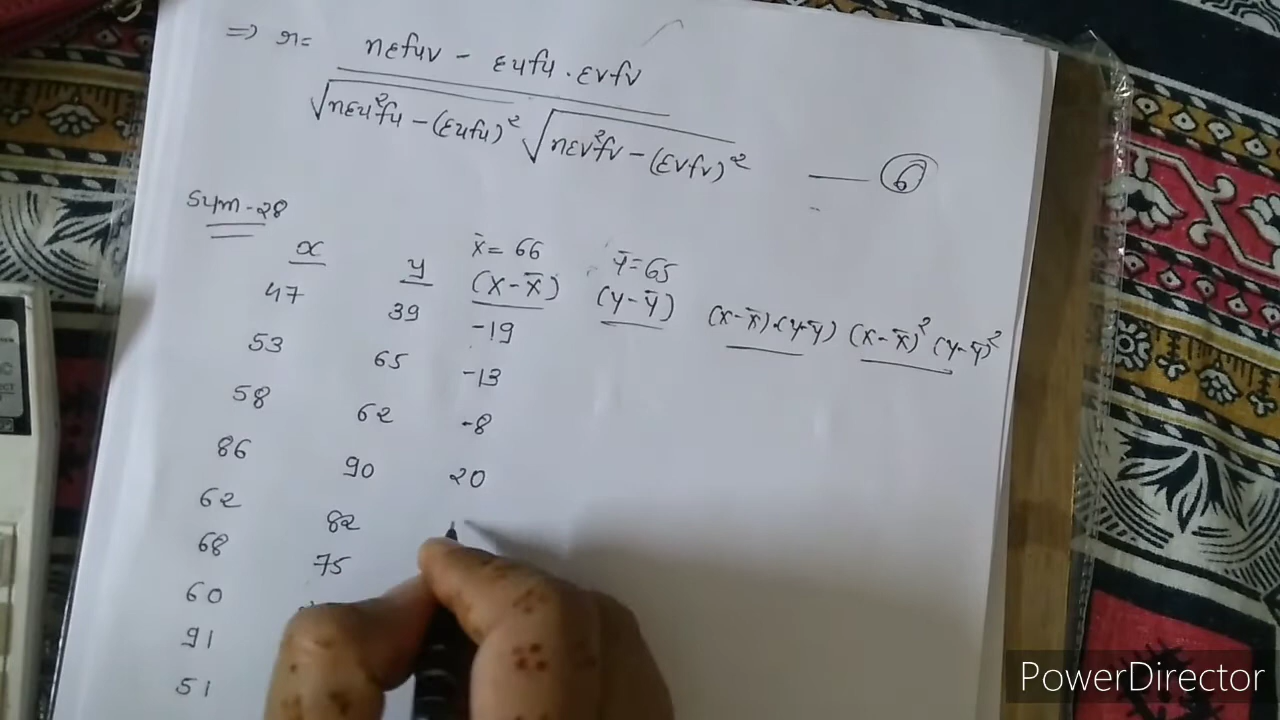 ⇒ r = nΣfuv - Σufu . Σvfv
√nΣu²fu - (Σufu)² √nΣv²fv - (Σvfv)² — 6
Sum-28
x y x̄ = 66 ȳ = 65
(x-x̄) (y-ȳ) (x-x̄).(y-ȳ) (x-x̄)² (y-ȳ)²
47 39 -19
53 65 -13
58 62 -8
86 90 20
62 82
68 75
60
91
51
PowerDirector